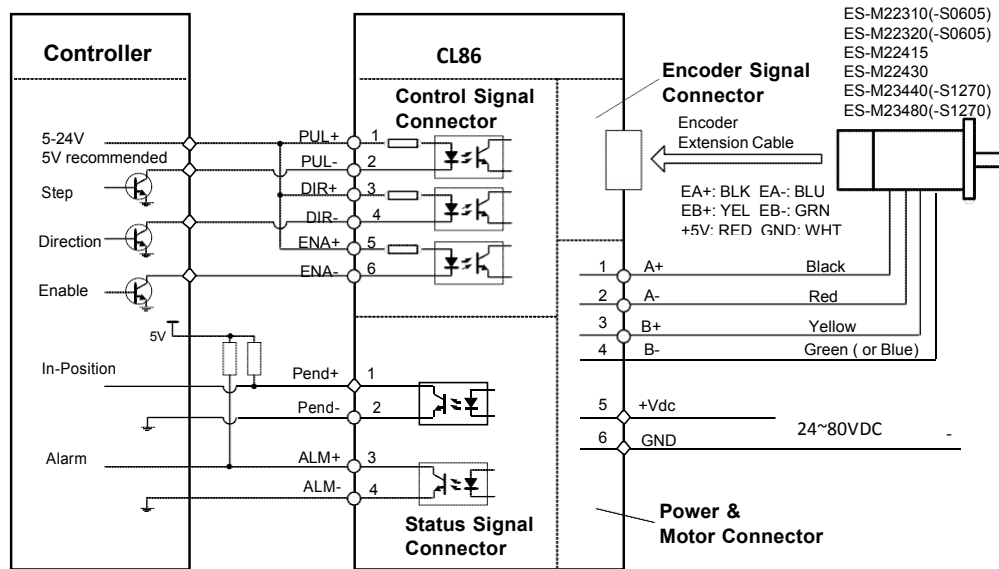 ES-M22310(-S0605)
ES-M22320(-S0605)
ES-M22415
ES-M22430
ES-M23440(-S1270)
ES-M23480(-S1270)
Controller
CL86
Control Signal
Connector
Encoder Signal
Connector
Encoder
Extension Cable
EA+: BLK EA-: BLU
EB+: YEL EB-: GRN
+5V: RED GND: WHT
5-24V
5V recommended
Step
Direction
Enable
PUL+ 1
PUL- 2
DIR+ 3
DIR- 4
ENA+ 5
ENA- 6
1 A+ Black
2 A- Red
3 B+ Yellow
4 B- Green ( or Blue)
5V
In-Position
Pend+ 1
Pend- 2
Alarm
ALM+ 3
ALM- 4
Status Signal
Connector
5 +Vdc
24~80VDC -
6 GND
Power &
Motor Connector